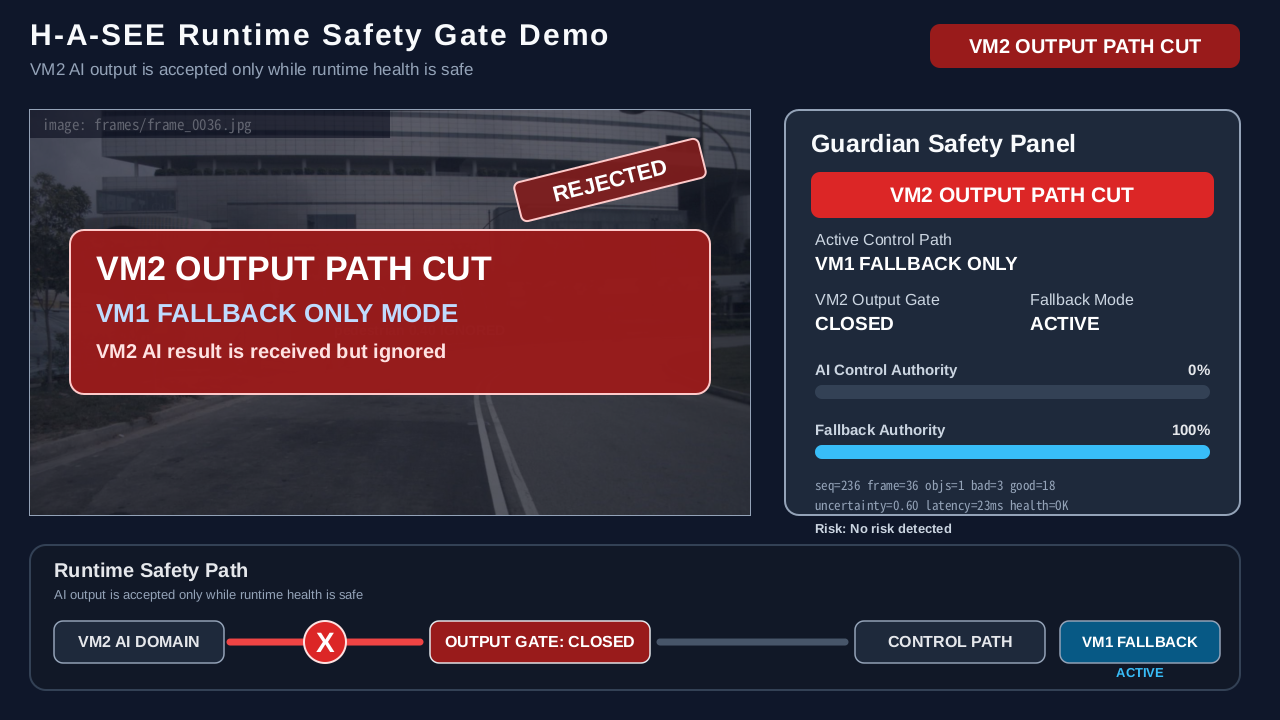 H-A-SEE Runtime Safety Gate Demo
VM2 AI output is accepted only while runtime health is safe
VM2 OUTPUT PATH CUT
image: frames/frame_0036.jpg
REJECTED
VM2 OUTPUT PATH CUT
VM1 FALLBACK ONLY MODE
VM2 AI result is received but ignored
Guardian Safety Panel
VM2 OUTPUT PATH CUT
Active Control Path
VM1 FALLBACK ONLY
VM2 Output Gate
CLOSED
Fallback Mode
ACTIVE
AI Control Authority 0%
Fallback Authority 100%
seq=236 frame=36 objs=1 bad=3 good=18
uncertainty=0.60 latency=23ms health=OK
Risk: No risk detected
Runtime Safety Path
AI output is accepted only while runtime health is safe
VM2 AI DOMAIN
X
OUTPUT GATE: CLOSED
CONTROL PATH
VM1 FALLBACK
ACTIVE